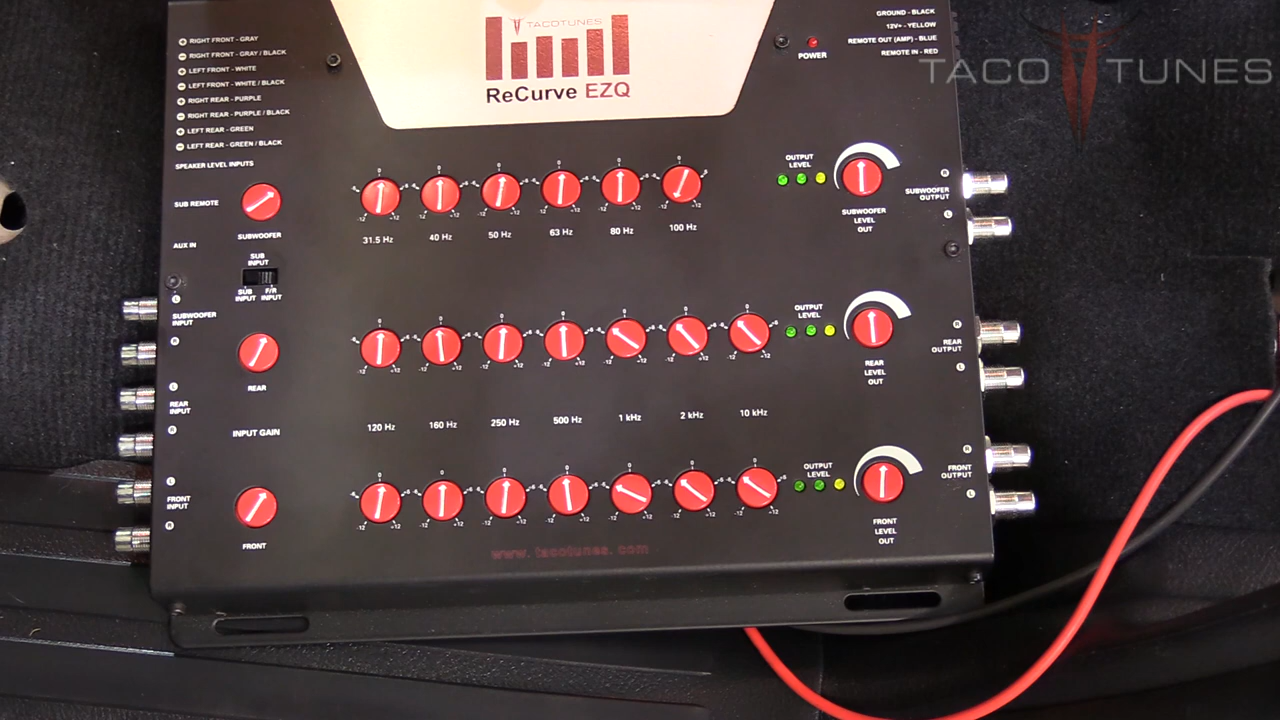 TACOTUNES
ReCurve EZQ
RIGHT FRONT - GRAY
RIGHT FRONT - GRAY / BLACK
LEFT FRONT - WHITE
LEFT FRONT - WHITE / BLACK
RIGHT REAR - PURPLE
RIGHT REAR - PURPLE / BLACK
LEFT REAR - GREEN
LEFT REAR - GREEN / BLACK
SPEAKER LEVEL INPUTS
GROUND - BLACK
12V+ - YELLOW
REMOTE OUT (AMP) - BLUE
REMOTE IN - RED
POWER
TACO TUNES
SUB REMOTE
SUBWOOFER
AUX IN
SUB
INPUT
SUB
INPUT
F/R
INPUT
31.5 Hz 40 Hz 50 Hz 63 Hz 80 Hz 100 Hz
OUTPUT
LEVEL
SUBWOOFER
LEVEL
OUT
R
SUBWOOFER
OUTPUT
L
L
SUBWOOFER
INPUT
R
REAR
OUTPUT
LEVEL
REAR
LEVEL
OUT
R
REAR
OUTPUT
L
L
REAR
INPUT
R
INPUT GAIN
120 Hz 160 Hz 250 Hz 500 Hz 1 kHz 2 kHz 10 kHz
L
FRONT
INPUT
R
FRONT
OUTPUT
LEVEL
FRONT
LEVEL
OUT
R
FRONT
OUTPUT
L
www. tacotunes. com